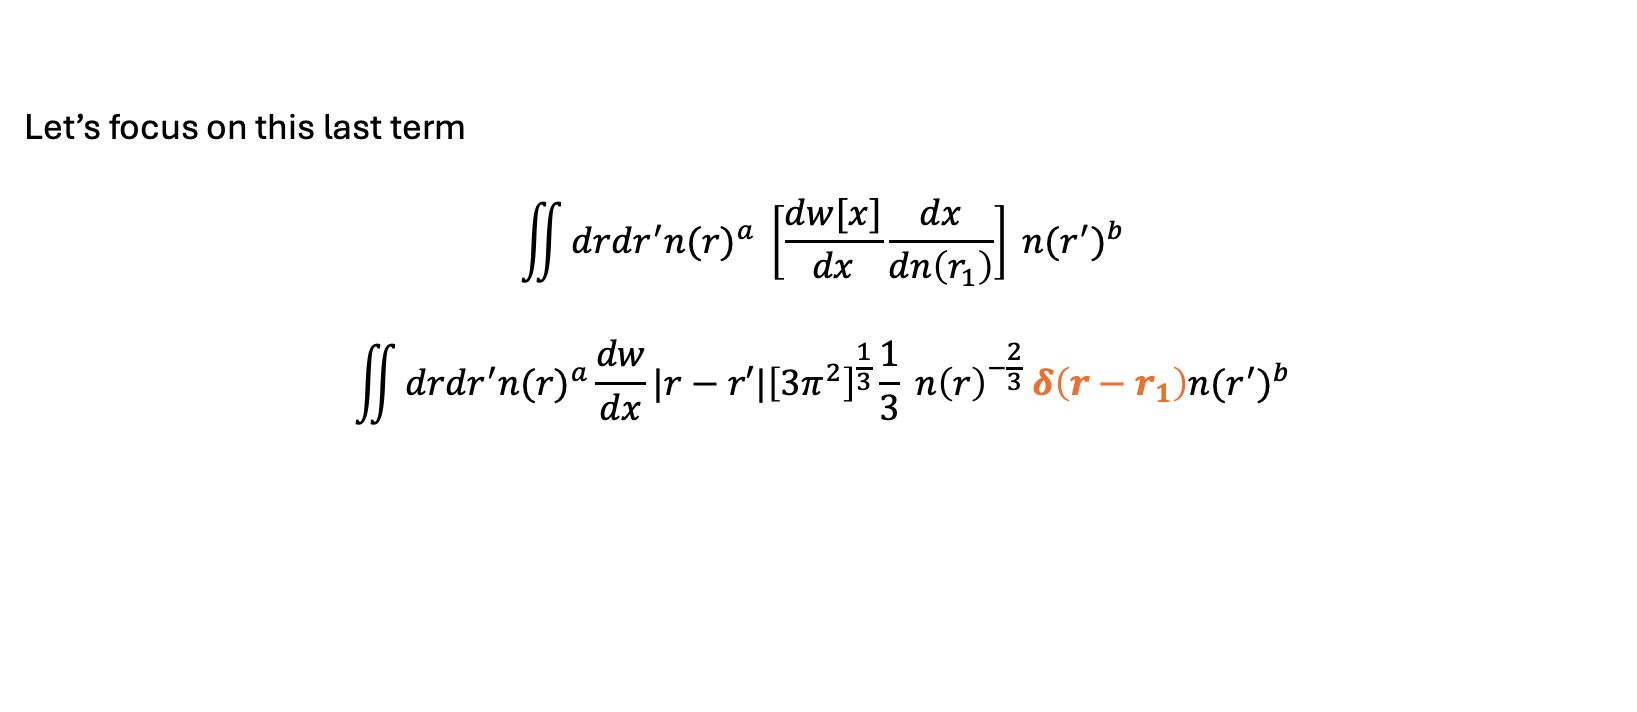 Let's focus on this last term
∬ drdr′n(r)ᵃ [dw[x]/dx dx/dn(r₁)] n(r′)ᵇ
∬ drdr′n(r)ᵃ dw/dx |r − r′|[3π²]^(1/3) 1/3 n(r)^(−2/3) δ(r − r₁)n(r′)ᵇ